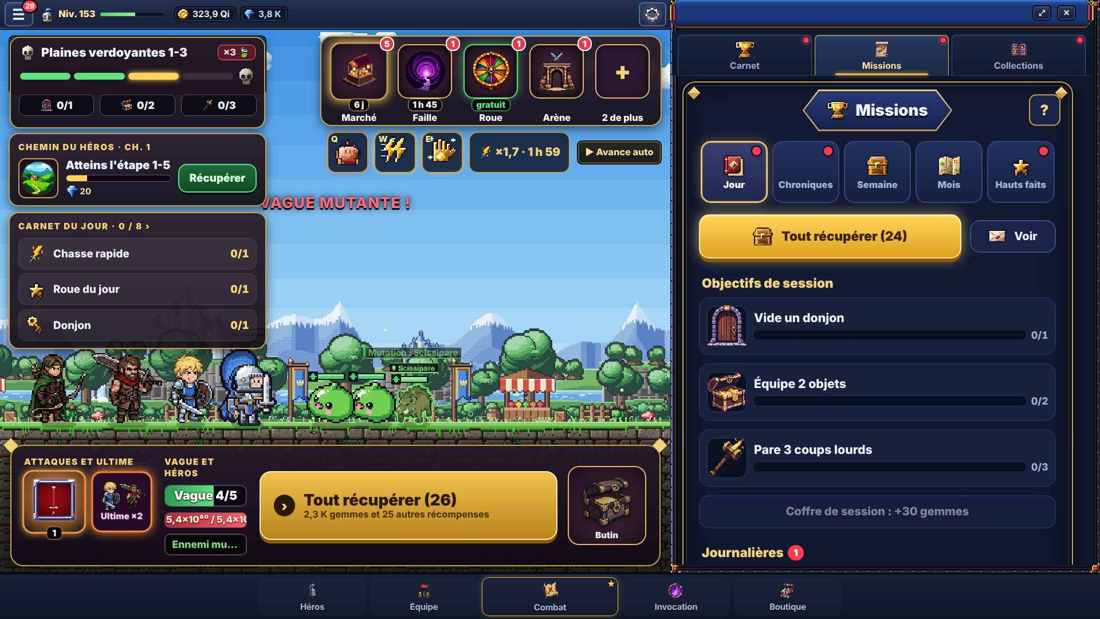 28
Niv. 153
323,9 Qi
3,8 K
Plaines verdoyantes 1-3
×3
0/1
0/2
0/3
CHEMIN DU HÉROS · CH. 1
Atteins l'étape 1-5
20
Récupérer
CARNET DU JOUR · 0 / 8 ›
Chasse rapide
0/1
Roue du jour
0/1
Donjon
0/1
5
6 j
Marché
1
1 h 45
Faille
1
gratuit
Roue
1
Arène
+
2 de plus
Q
W
×1,7 · 1 h 59
▶ Avance auto
VAGUE MUTANTE !
Mutation : Scissipare
Scissipare
ATTAQUES ET ULTIME
1
Ultime ×2
VAGUE ET
HÉROS
Vague 4/5
Ennemi mu...
Tout récupérer (26)
2,3 K gemmes et 25 autres récompenses
Butin
Héros
Équipe
Combat
Invocation
Boutique
Carnet
Missions
Collections
Missions
?
Jour
Chroniques
Semaine
Mois
Hauts faits
Tout récupérer (24)
Voir
Objectifs de session
Vide un donjon
0/1
Équipe 2 objets
0/2
Pare 3 coups lourds
0/3
Coffre de session : +30 gemmes
Journalières
1